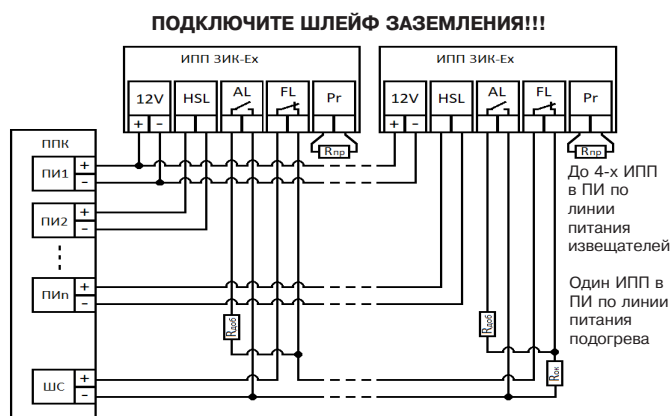 ПОДКЛЮЧИТЕ ШЛЕЙФ ЗАЗЕМЛЕНИЯ!!!
ИПП ЗИК-Ех
ИПП ЗИК-Ех
12V HSL AL FL Pr
12V HSL AL FL Pr
+ −
+ −
Rпр
Rпр
ППК
ПИ1 + −
ПИ2 + −
ПИn + −
ШС + −
Rдоб
Rдоб
Rок
До 4-х ИПП
в ПИ по
линии
питания
извещателей
Один ИПП в
ПИ по линии
питания
подогрева